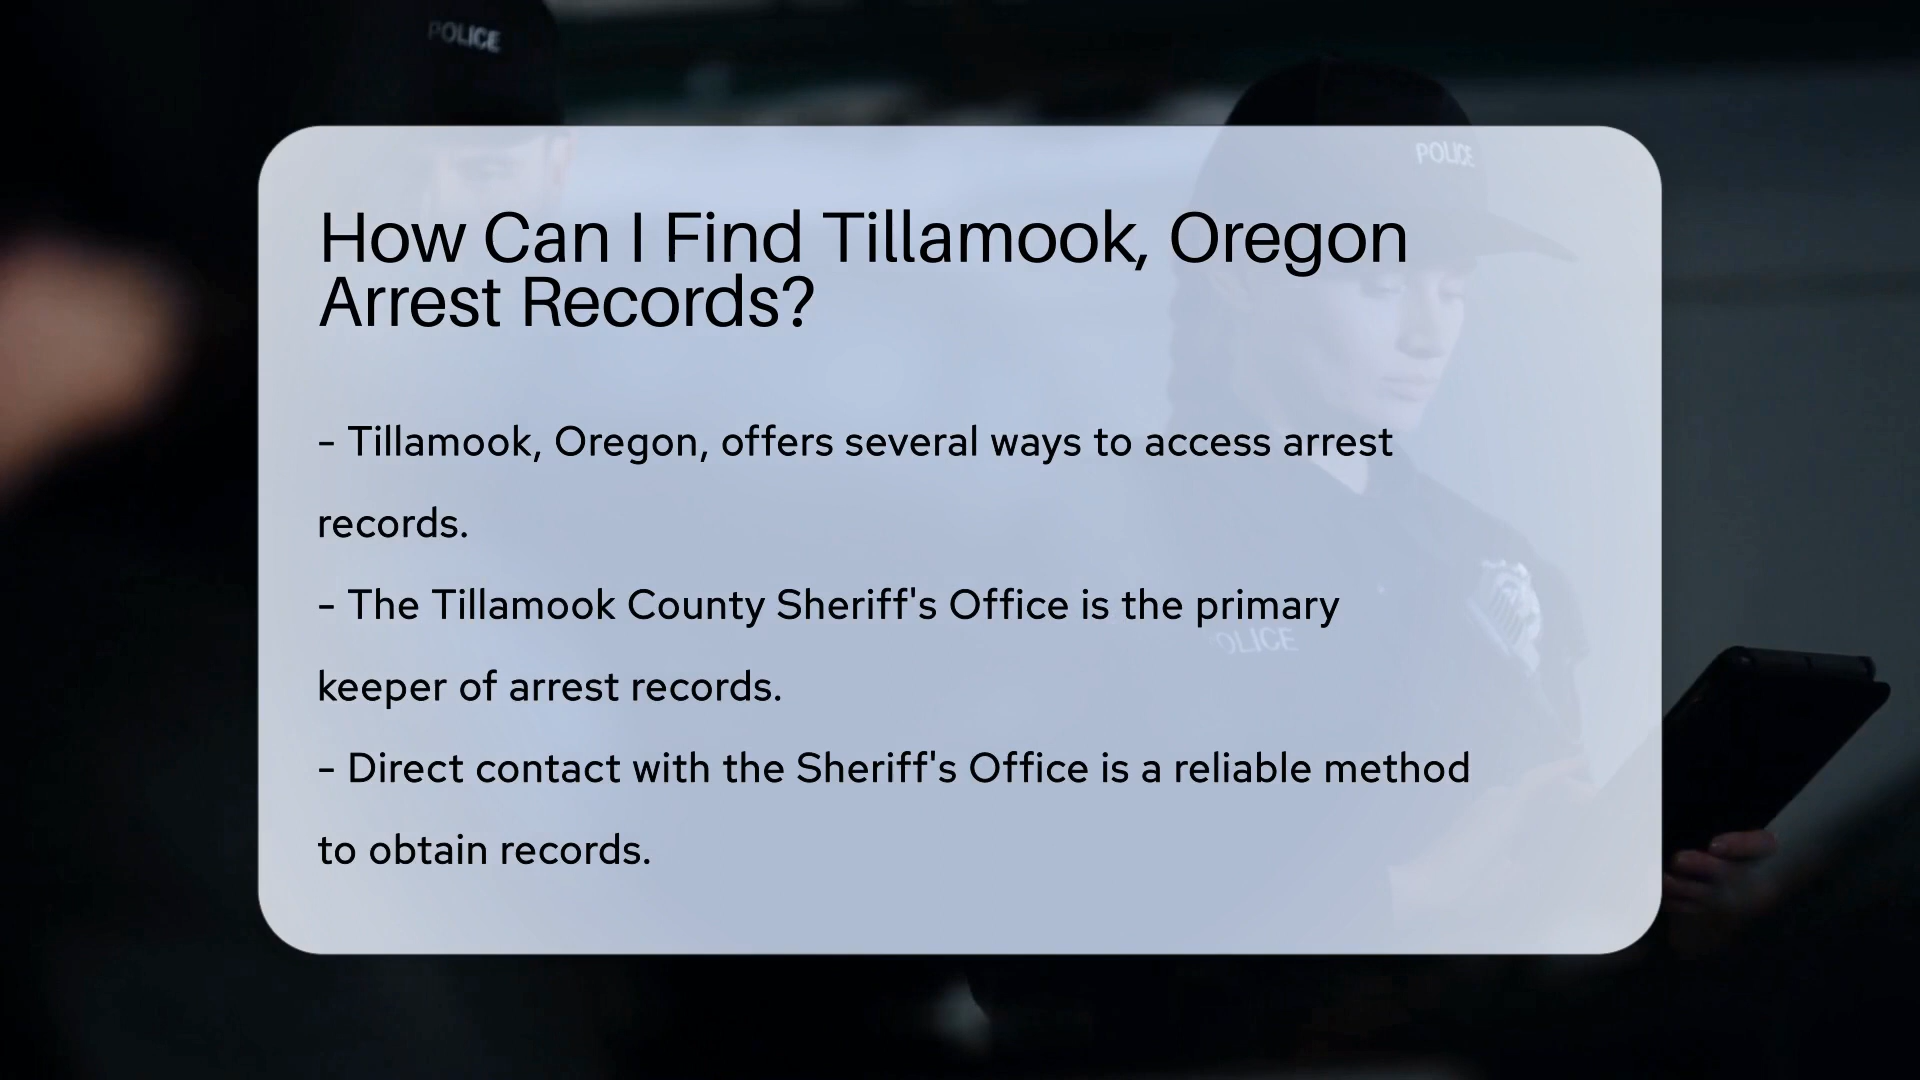 POLICE
POLICE
How Can I Find Tillamook, Oregon
Arrest Records?
- Tillamook, Oregon, offers several ways to access arrest
records.
- The Tillamook County Sheriff's Office is the primary
OLICE
keeper of arrest records.
- Direct contact with the Sheriff's Office is a reliable method
to obtain records.